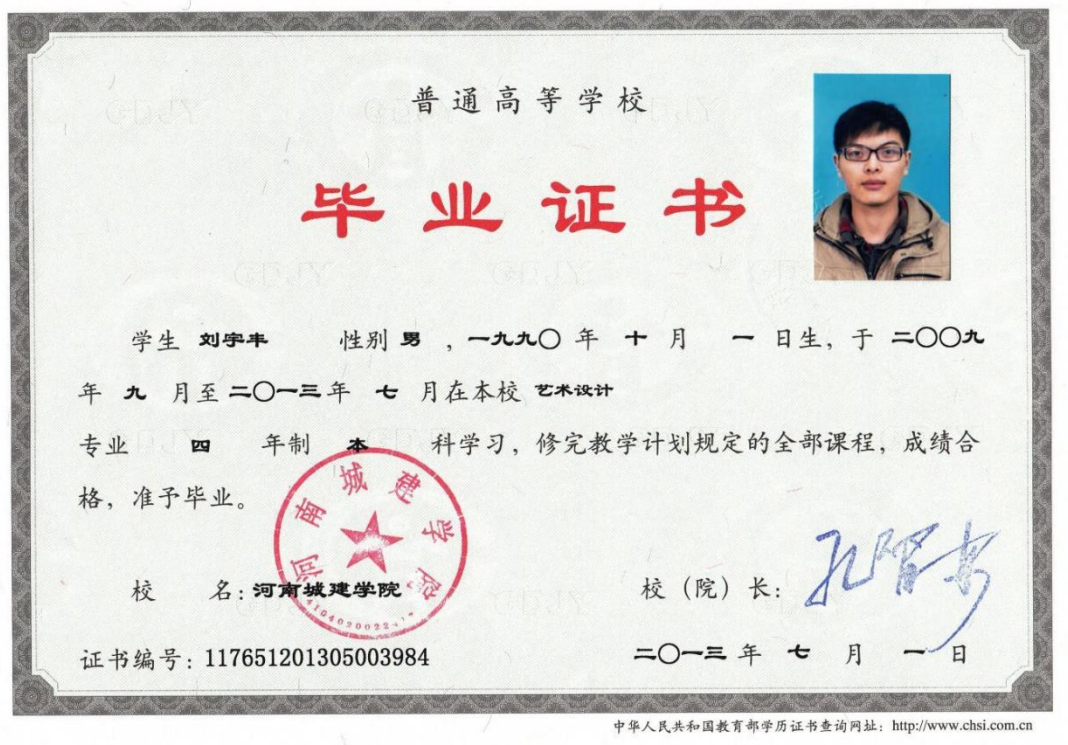 普通高等学校
毕业证书
学生 刘宇丰 性别 男 ，一九九〇 年 十 月 一 日生，于 二〇〇九
年 九 月至 二〇一三 年 七 月在本校 艺术设计
专业 四 年制 本 科学习，修完教学计划规定的全部课程，成绩合
格，准予毕业。
河南城建学院
校 名：河南城建学院 校（院）长：
证书编号：117651201305003984 二〇一三 年 七 月 一 日
中华人民共和国教育部学历证书查询网址：http://www.chsi.com.cn